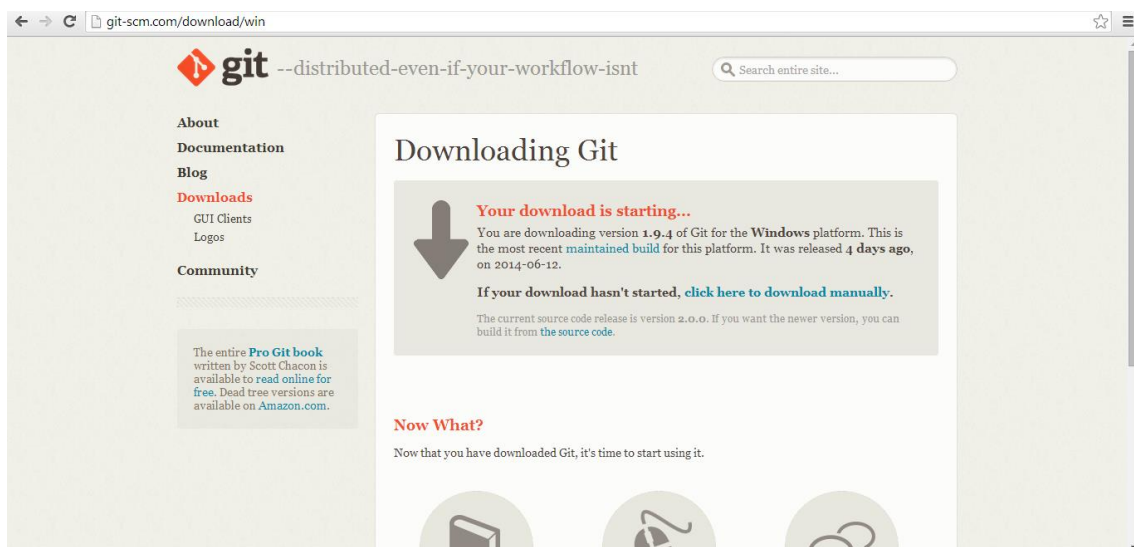 git-scm.com/download/win
git --distributed-even-if-your-workflow-isnt
Search entire site...
About
Documentation
Blog
Downloads
GUI Clients
Logos
Community
The entire Pro Git book
written by Scott Chacon is
available to read online for
free. Dead tree versions are
available on Amazon.com.
Downloading Git
Your download is starting...
You are downloading version 1.9.4 of Git for the Windows platform. This is
the most recent maintained build for this platform. It was released 4 days ago,
on 2014-06-12.
If your download hasn't started, click here to download manually.
The current source code release is version 2.0.0. If you want the newer version, you can
build it from the source code.
Now What?
Now that you have downloaded Git, it's time to start using it.